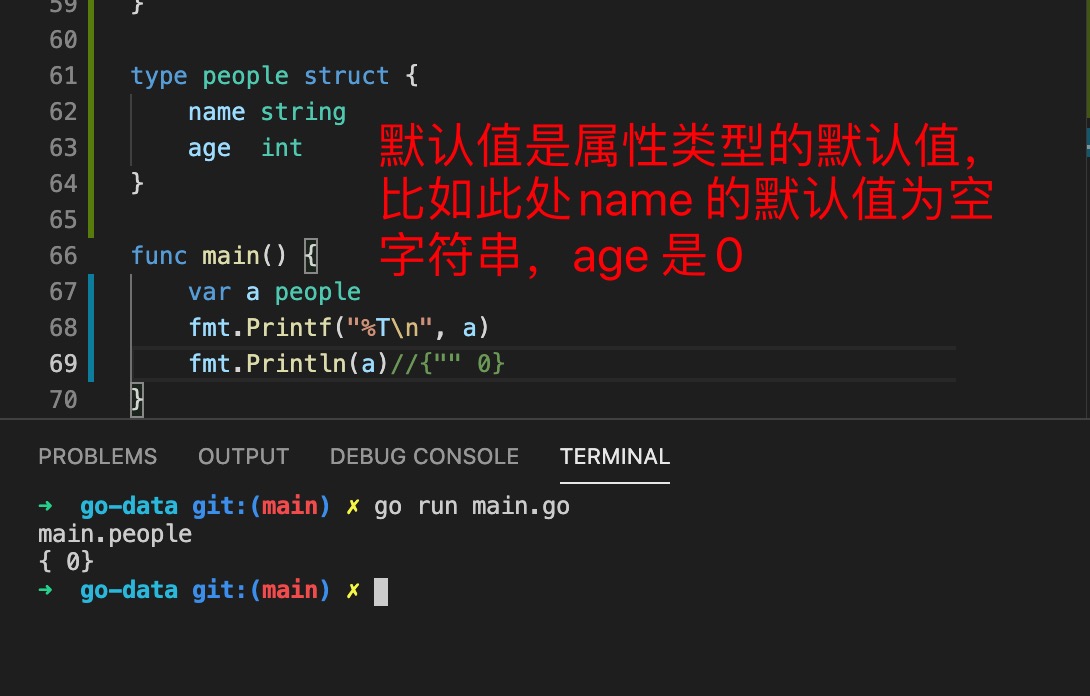 59 }
60
61 type people struct {
62 name string
63 age int
64 }
65
默认值是属性类型的默认值，
比如此处name 的默认值为空
字符串，age 是0
66 func main() {
67 var a people
68 fmt.Printf("%T\n", a)
69 fmt.Println(a)//{"" 0}
70 }
PROBLEMS OUTPUT DEBUG CONSOLE TERMINAL
➜ go-data git:(main) ✗ go run main.go
main.people
{ 0}
➜ go-data git:(main) ✗